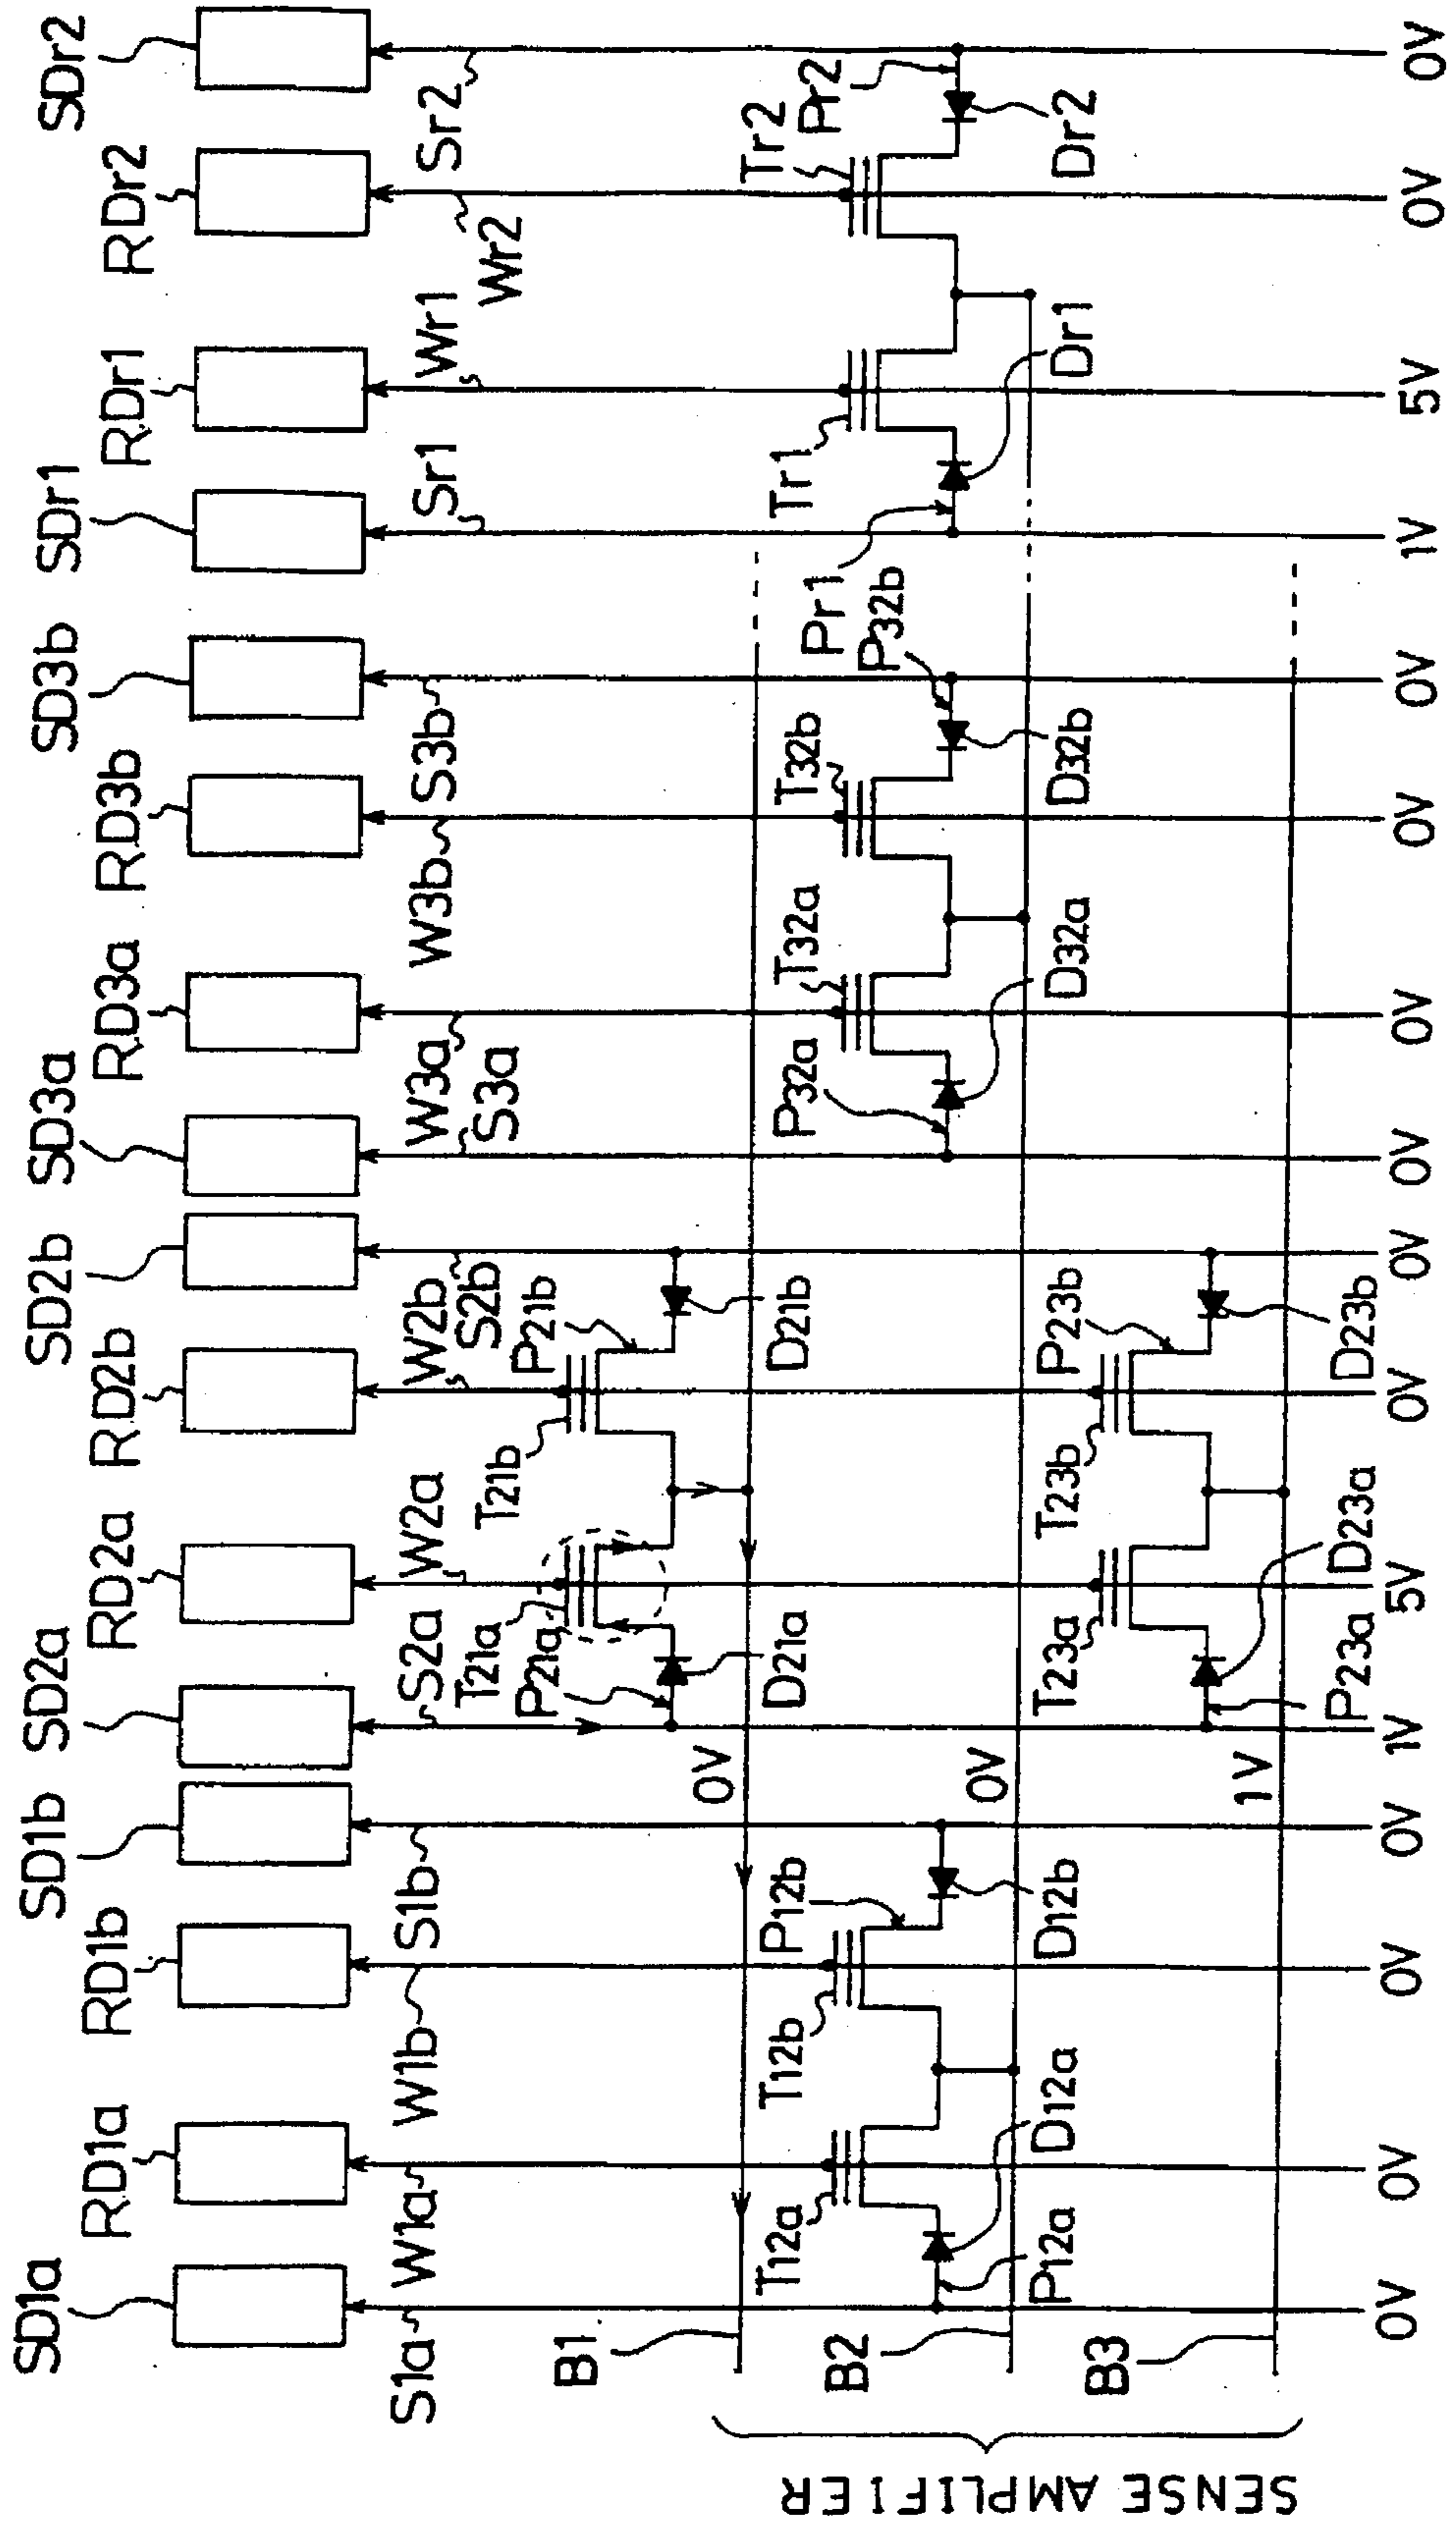 SD1a
RD1a
RD1b
SD1b
SD2a
RD2a
RD2b
SD2b
SD3a
RD3a
RD3b
SD3b
SDr1
RDr1
RDr2
SDr2
S1a
W1a
W1b
S1b
S2a
W2a
W2b
S2b
W3a
S3a
W3b
S3b
Sr1
Wr1
Wr2
Sr2
T21a
P21a
T21b
P21b
D21a
D21b
B1
0V
T12a
T12b
P12b
P32a
T32a
T32b
Pr1
P32b
Tr1
Tr2
Pr2
B2
0V
P12a
D12a
D12b
D32a
D32b
Dr1
Dr2
T23a
T23b
P23b
B3
1V
P23a
D23a
D23b
0V
0V
0V
0V
1V
5V
0V
0V
0V
0V
0V
0V
1V
5V
0V
0V
SENSE AMPLIFIER